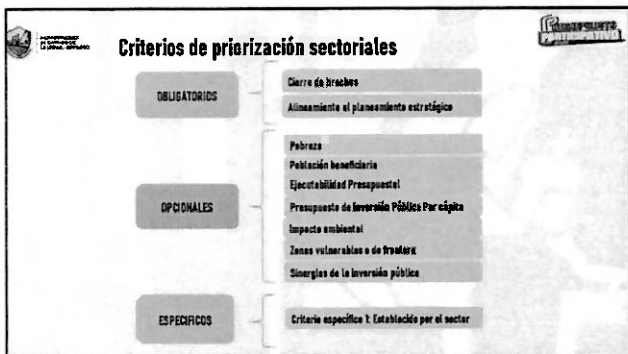 Criterios de priorización sectoriales
OBLIGATORIOS
Cierre de brechas
Alineamiento al planeamiento estratégico
OPCIONALES
Pobreza
Población beneficiaria
Ejecutabilidad Presupuestal
Presupuesto de Inversión Pública Per cápita
Impacto ambiental
Zonas vulnerables o de frontera
Sinergias de la inversión pública
ESPECIFICOS
Criterio específico 1: Establecido por el sector